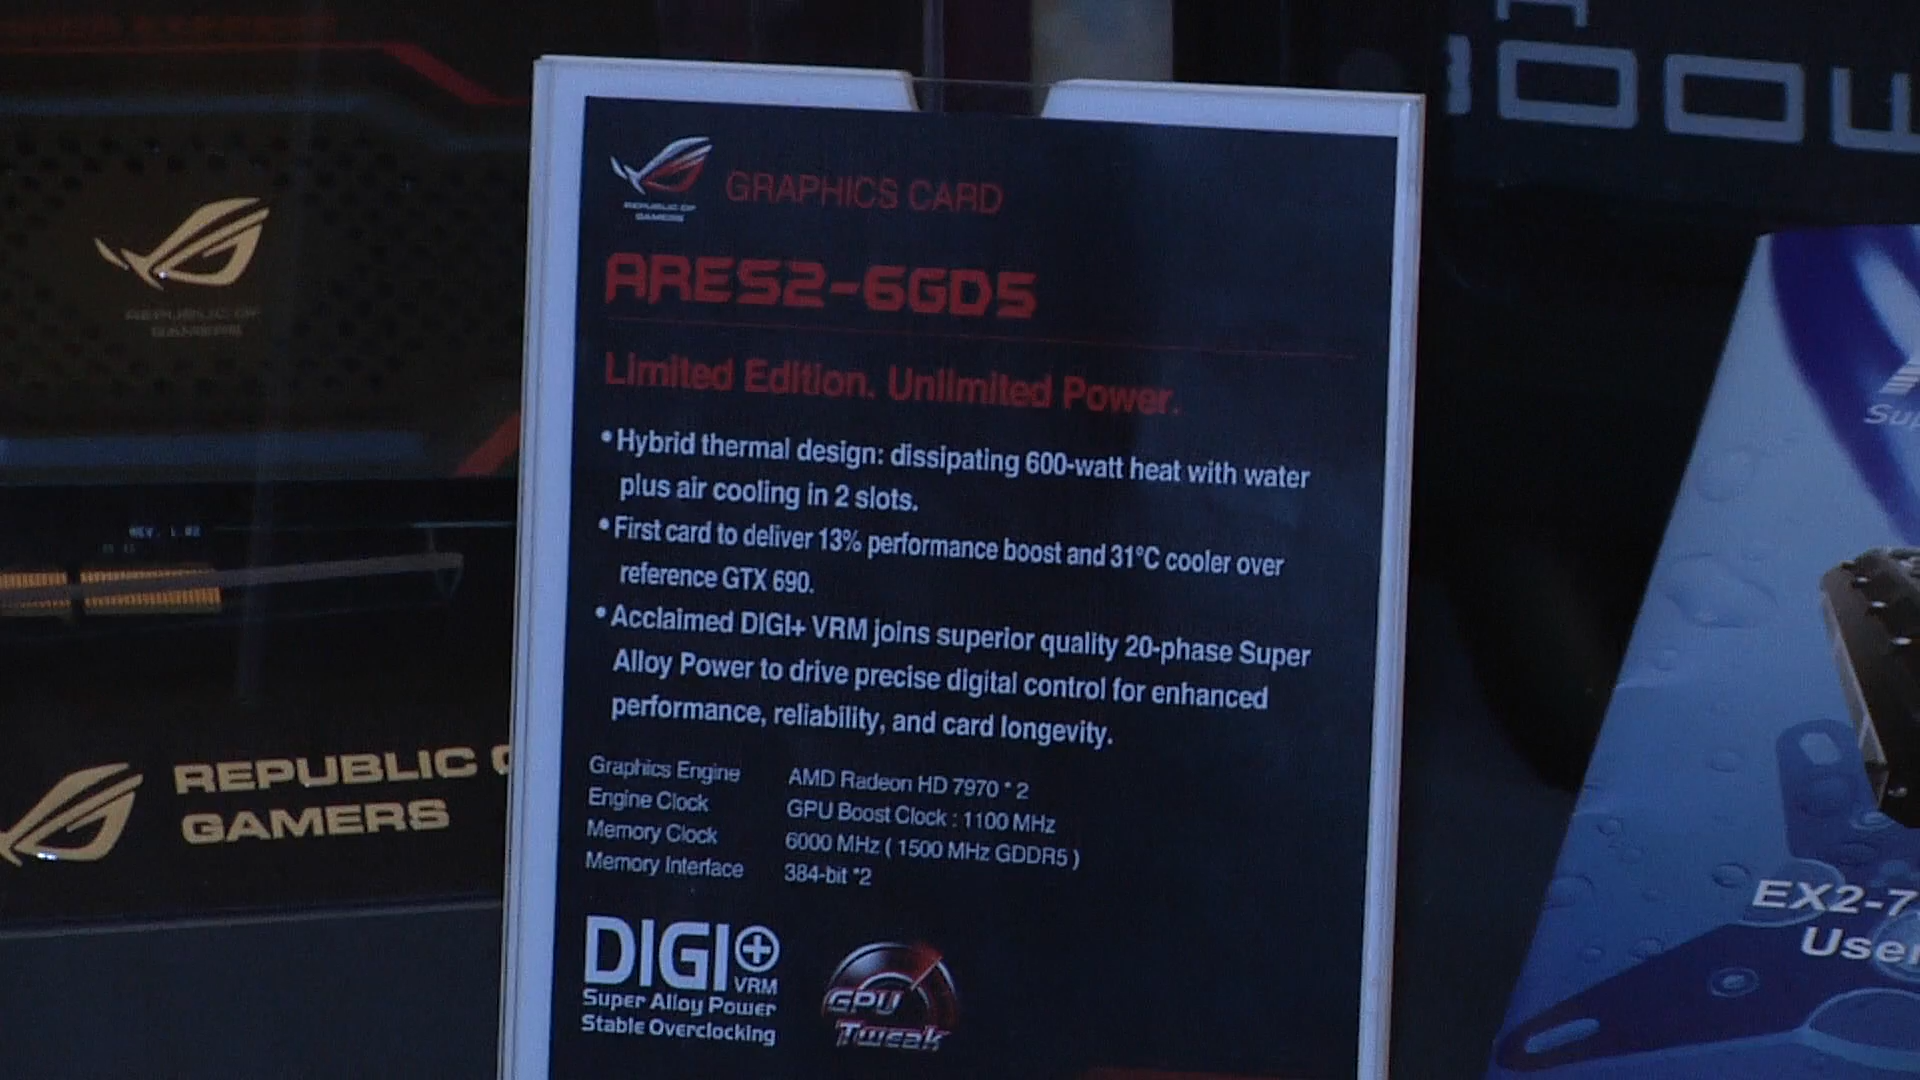 REPUBLIC OF
GAMERS
GRAPHICS CARD
ARES2-6GD5
Limited Edition. Unlimited Power.
• Hybrid thermal design: dissipating 600-watt heat with water
plus air cooling in 2 slots.
• First card to deliver 13% performance boost and 31°C cooler over
reference GTX 690.
• Acclaimed DIGI+ VRM joins superior quality 20-phase Super
Alloy Power to drive precise digital control for enhanced
performance, reliability, and card longevity.
Graphics Engine AMD Radeon HD 7970 * 2
Engine Clock GPU Boost Clock : 1100 MHz
Memory Clock 6000 MHz ( 1500 MHz GDDR5 )
Memory Interface 384-bit *2
DIGI+
VRM
Super Alloy Power
Stable Overclocking
GPU
Tweak
REPUBLIC OF
GAMERS
REV. 1.02
REPUBLIC
GAMERS
EX2-7
User